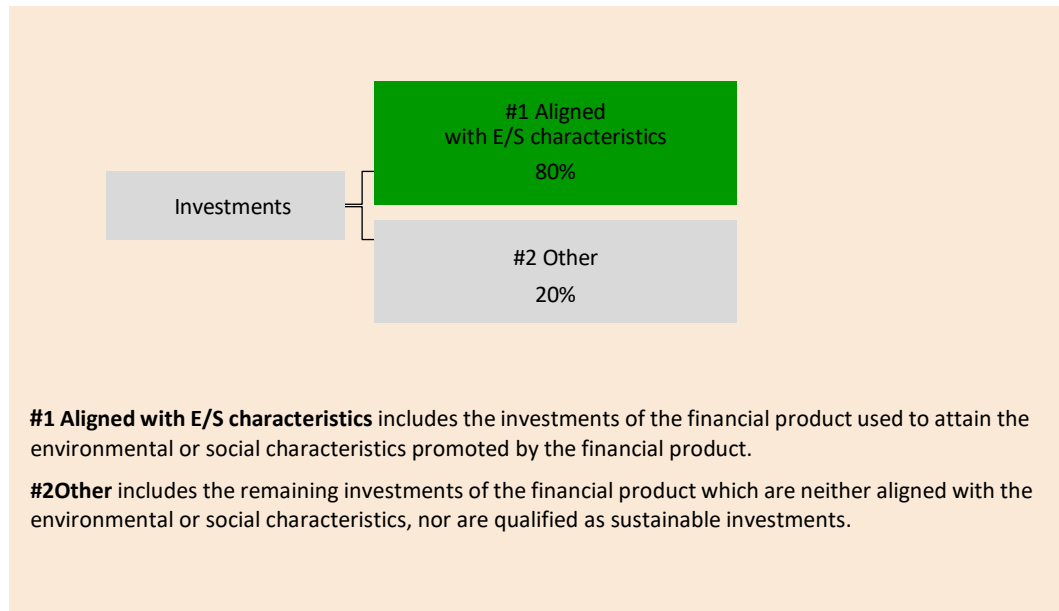 #1 Aligned
with E/S characteristics
80%
Investments
#2 Other
20%
#1 Aligned with E/S characteristics includes the investments of the financial product used to attain the
environmental or social characteristics promoted by the financial product.
#2Other includes the remaining investments of the financial product which are neither aligned with the
environmental or social characteristics, nor are qualified as sustainable investments.